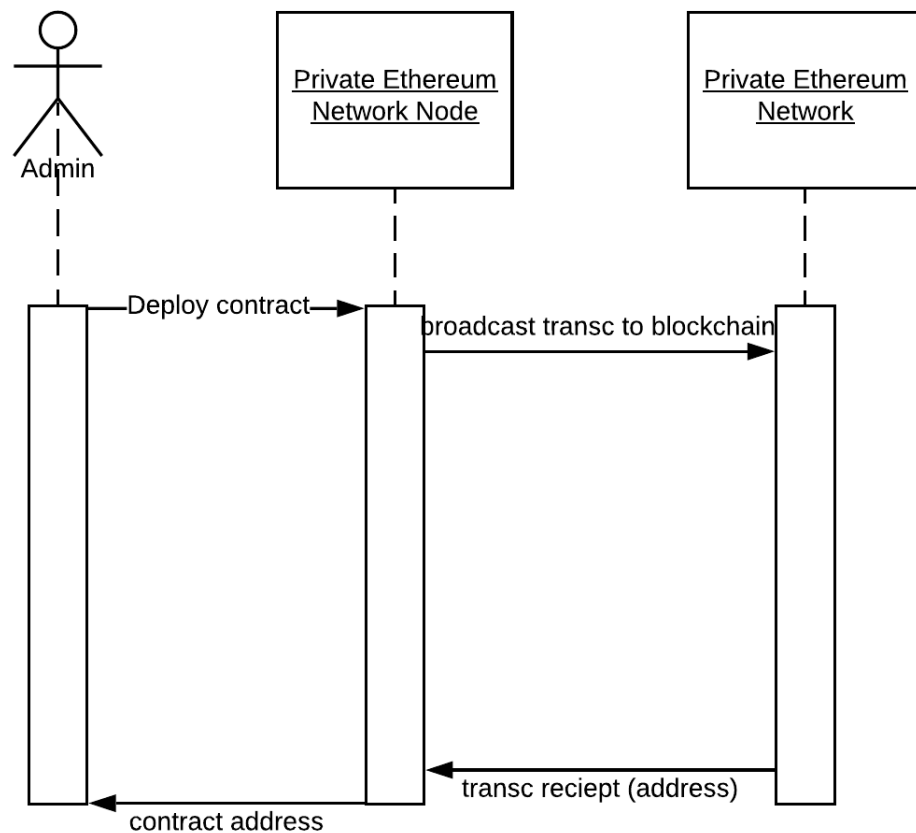 Private Ethereum
Network Node
Private Ethereum
Network
Admin
Deploy contract
broadcast transc to blockchain
transc reciept (address)
contract address